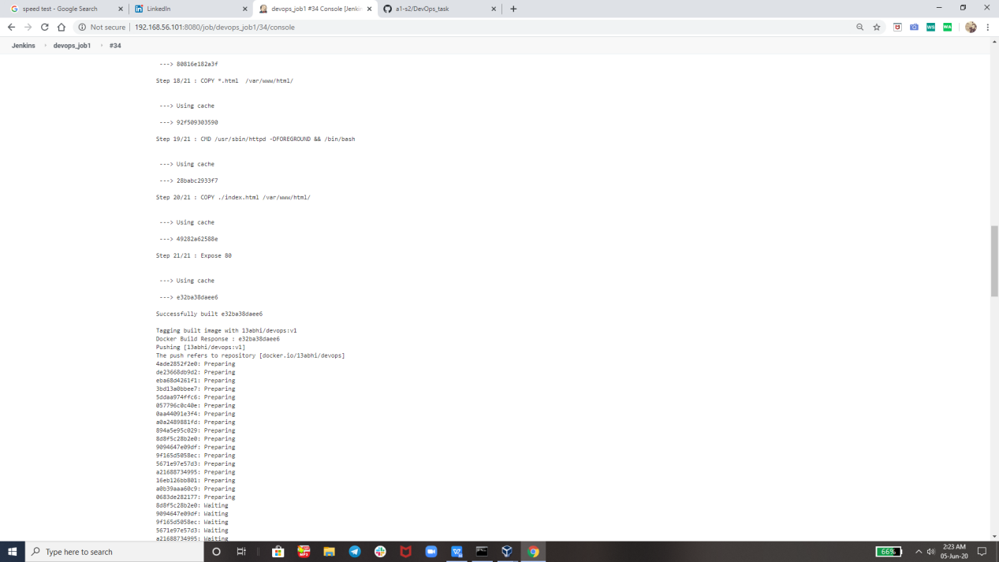 speed test - Google Search
LinkedIn
devops_job1 #34 Console [Jenkin
a1-s2/DevOps_task
Not secure
192.168.56.101:8080/job/devops_job1/34/console
Jenkins
devops_job1
#34
---> 80816e182a3f
Step 18/21 : COPY *.html  /var/www/html/
---> Using cache
---> 92f509303590
Step 19/21 : CMD /usr/sbin/httpd -DFOREGROUND && /bin/bash
---> Using cache
---> 28babc2933f7
Step 20/21 : COPY ./index.html /var/www/html/
---> Using cache
---> 49282a62588e
Step 21/21 : Expose 80
---> Using cache
---> e32ba38daee6
Successfully built e32ba38daee6
Tagging built image with 13abhi/devops:v1
Docker Build Response : e32ba38daee6
Pushing [13abhi/devops:v1]
The push refers to repository [docker.io/13abhi/devops]
4ade2852f2e0: Preparing
de23668db9d2: Preparing
eba68d4261f1: Preparing
3bd13a0bbee7: Preparing
5ddaa974ffc6: Preparing
057796c0c40e: Preparing
0aa44091e3f4: Preparing
a0a2489881fd: Preparing
894a5e95c029: Preparing
8d8f5c28b2e0: Preparing
9094647e09df: Preparing
9f165d5058ec: Preparing
5671e97e57d3: Preparing
a21688734995: Preparing
16eb126bb801: Preparing
a0b39aaa60c9: Preparing
0683de282177: Preparing
8d8f5c28b2e0: Waiting
9094647e09df: Waiting
9f165d5058ec: Waiting
5671e97e57d3: Waiting
a21688734995: Waiting
Type here to search
66%
2:23 AM
05-Jun-20